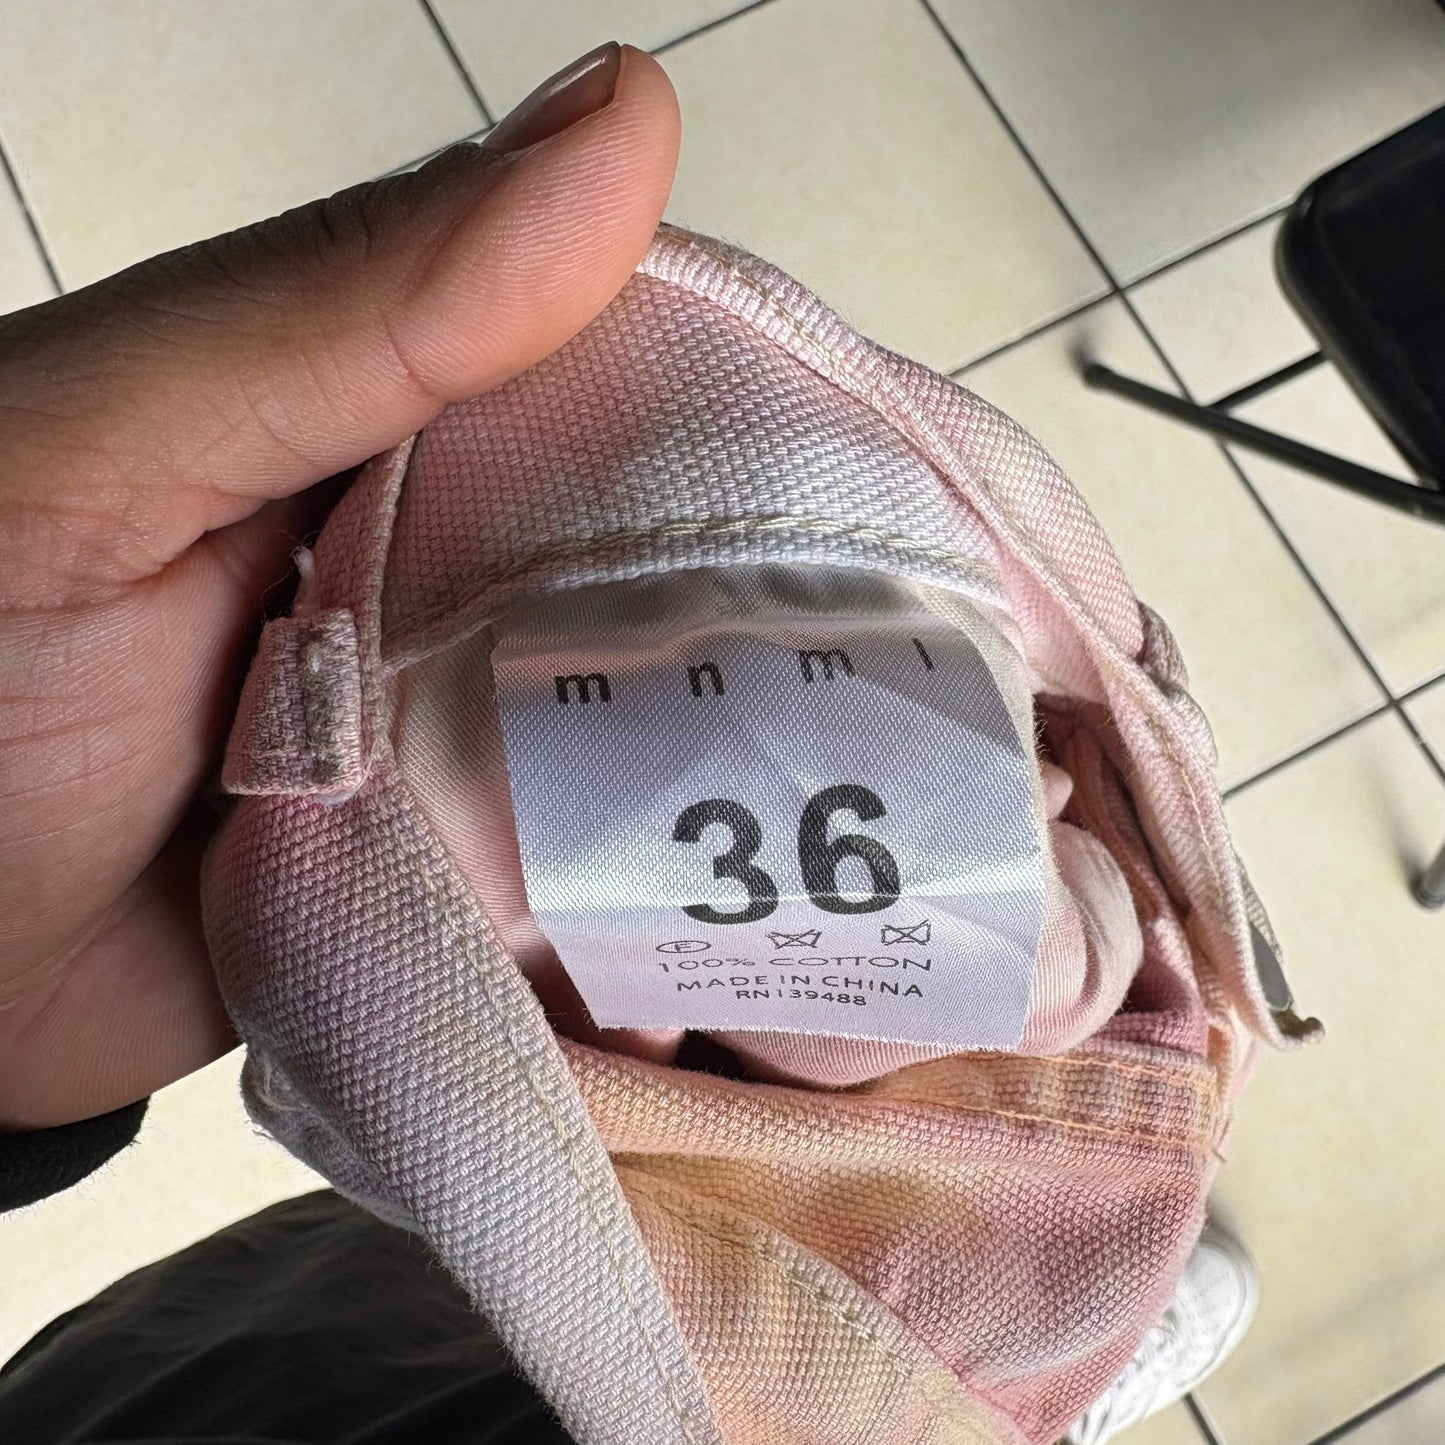 m n m l
36
E
100% COTTON
MADE IN CHINA
RN139488